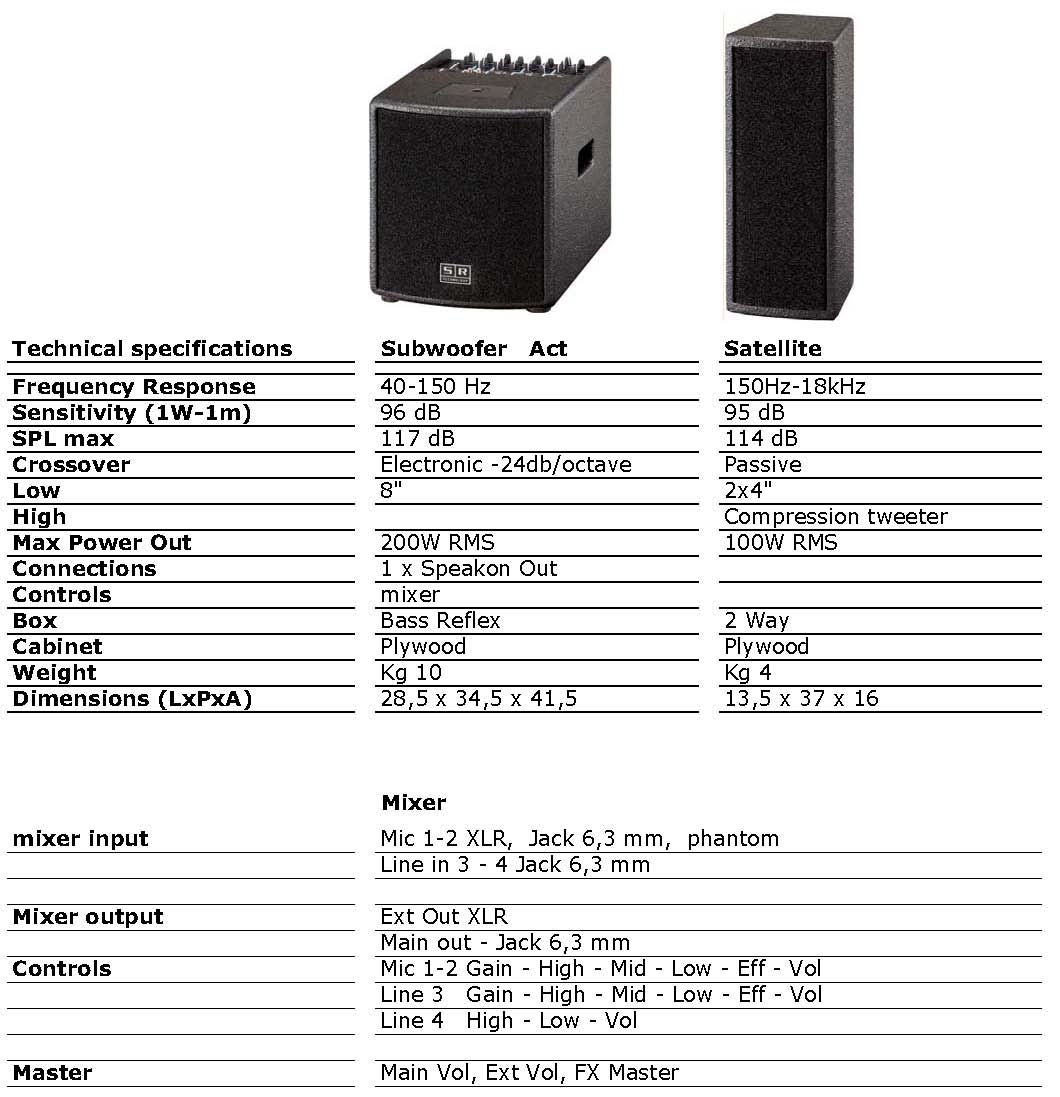 S R
TECHNOLOGY
Technical specifications Subwoofer Act Satellite
Frequency Response 40-150 Hz 150Hz-18kHz
Sensitivity (1W-1m) 96 dB 95 dB
SPL max 117 dB 114 dB
Crossover Electronic -24db/octave Passive
Low 8" 2x4"
High Compression tweeter
Max Power Out 200W RMS 100W RMS
Connections 1 x Speakon Out
Controls mixer
Box Bass Reflex 2 Way
Cabinet Plywood Plywood
Weight Kg 10 Kg 4
Dimensions (LxPxA) 28,5 x 34,5 x 41,5 13,5 x 37 x 16
Mixer
mixer input Mic 1-2 XLR, Jack 6,3 mm, phantom
Line in 3 - 4 Jack 6,3 mm
Mixer output Ext Out XLR
Main out - Jack 6,3 mm
Controls Mic 1-2 Gain - High - Mid - Low - Eff - Vol
Line 3 Gain - High - Mid - Low - Eff - Vol
Line 4 High - Low - Vol
Master Main Vol, Ext Vol, FX Master